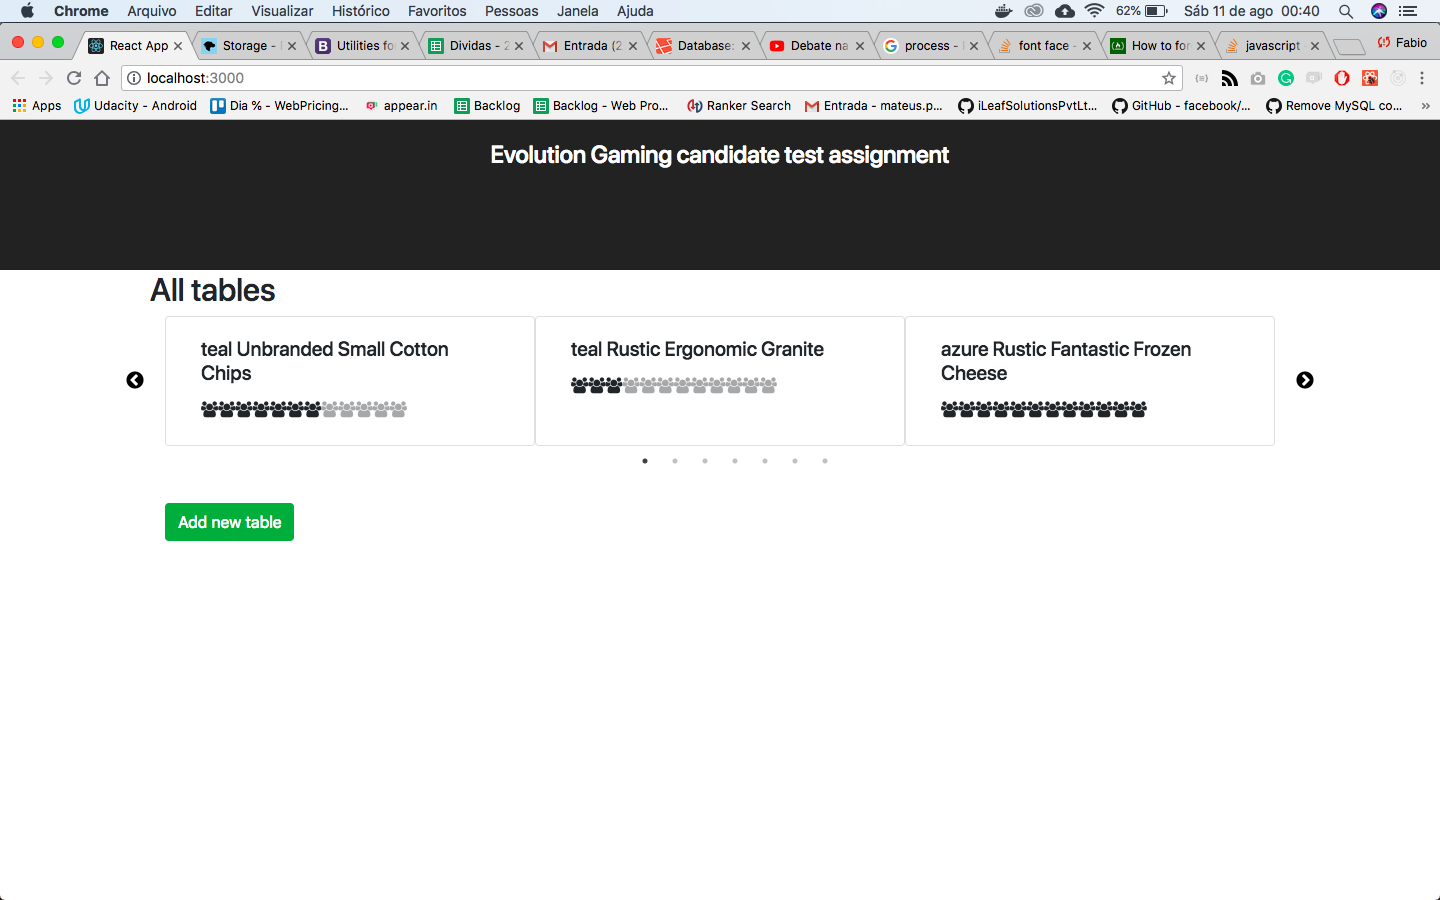 Chrome Arquivo Editar Visualizar Histórico Favoritos Pessoas Janela Ajuda 62% Sáb 11 de ago 00:40
React App Storage - Utilities fo Dividas - 2 Entrada (2 Database: Debate na process - font face - How to for javascript Fabio
localhost:3000
Apps Udacity - Android Dia % - WebPricing... appear.in Backlog Backlog - Web Pro... Ranker Search Entrada - mateus.p... iLeafSolutionsPvtLt... GitHub - facebook/... Remove MySQL co... »
Evolution Gaming candidate test assignment
All tables
teal Unbranded Small Cotton
Chips
teal Rustic Ergonomic Granite
azure Rustic Fantastic Frozen
Cheese
Add new table